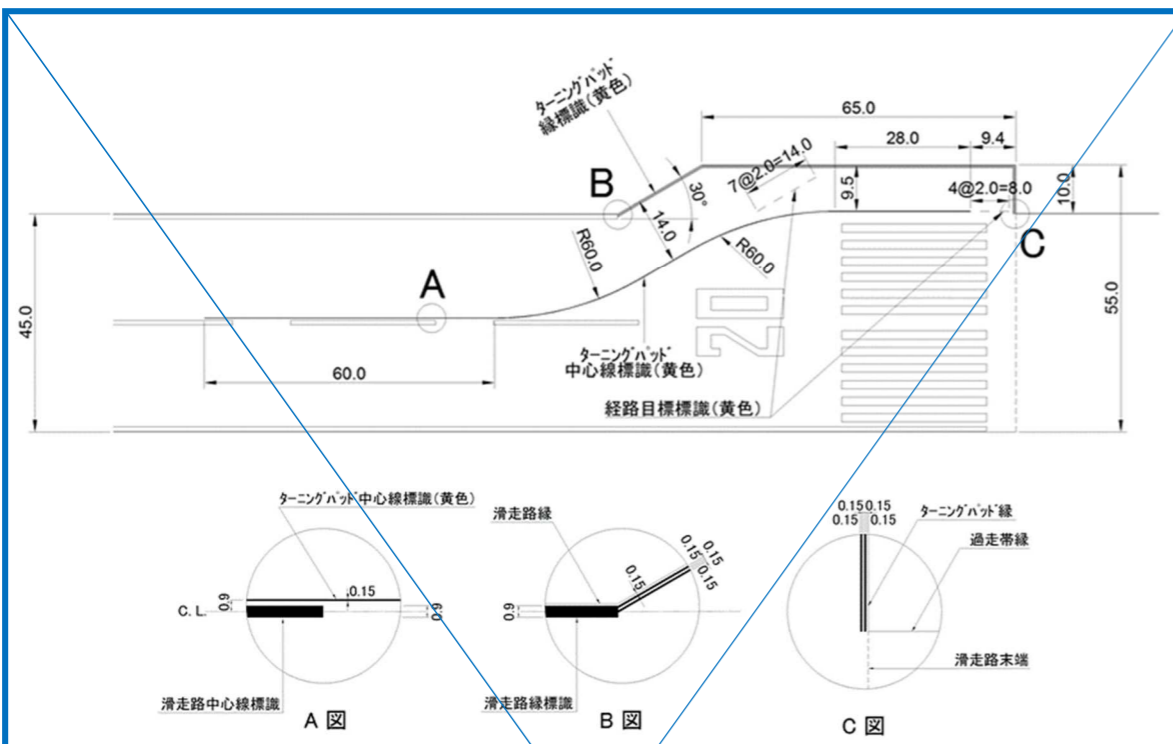 ターニングパッド
縁標識(黄色)
65.0
28.0
9.4
7@2.0=14.0
B
30°
9.5
4@2.0=8.0
10.0
14.0
R60.0
R60.0
C
A
45.0
20
55.0
ターニングパッド
中心線標識(黄色)
60.0
経路目標標識(黄色)
ターニングパッド中心線標識(黄色)
0.15
0.9
C. L.
0.9
滑走路中心線標識
A 図
滑走路縁
0.15
0.15
0.15
0.15
0.15
0.9
滑走路縁標識
B 図
0.15 0.15
0.15 0.15
ターニングパッド縁
過走帯縁
滑走路末端
C 図